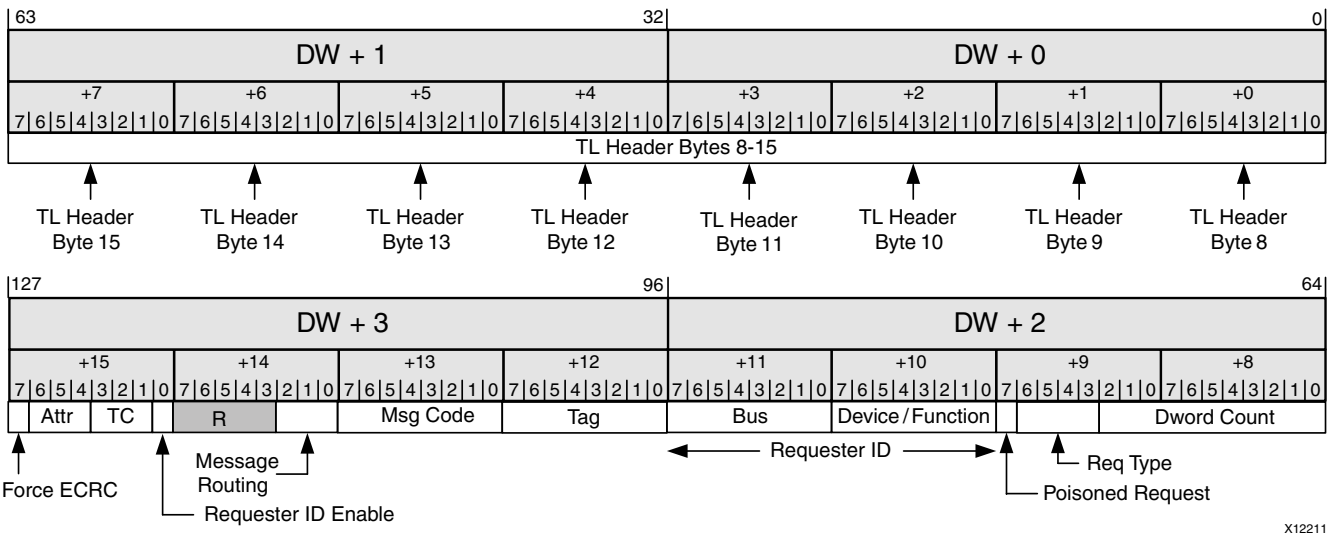 63 32 0
DW + 1 DW + 0
+7 +6 +5 +4 +3 +2 +1 +0
7 6 5 4 3 2 1 0 7 6 5 4 3 2 1 0 7 6 5 4 3 2 1 0 7 6 5 4 3 2 1 0 7 6 5 4 3 2 1 0 7 6 5 4 3 2 1 0 7 6 5 4 3 2 1 0 7 6 5 4 3 2 1 0
TL Header Bytes 8-15
TL Header TL Header TL Header TL Header TL Header TL Header TL Header TL Header
Byte 15 Byte 14 Byte 13 Byte 12 Byte 11 Byte 10 Byte 9 Byte 8
127 96 64
DW + 3 DW + 2
+15 +14 +13 +12 +11 +10 +9 +8
7 6 5 4 3 2 1 0 7 6 5 4 3 2 1 0 7 6 5 4 3 2 1 0 7 6 5 4 3 2 1 0 7 6 5 4 3 2 1 0 7 6 5 4 3 2 1 0 7 6 5 4 3 2 1 0 7 6 5 4 3 2 1 0
Attr TC R Msg Code Tag Bus Device/Function Dword Count
Message Requester ID
Routing Req Type
Force ECRC Poisoned Request
Requester ID Enable
X12211